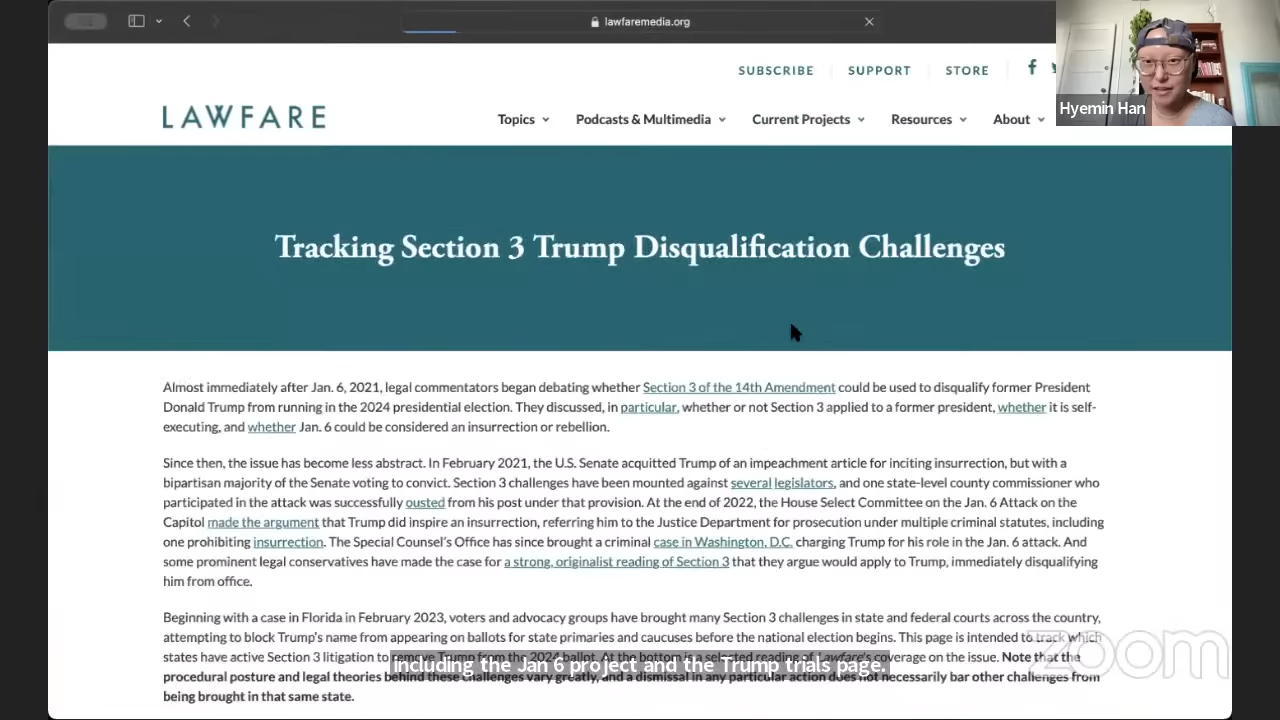 lawfaremedia.org
SUBSCRIBE SUPPORT STORE
LAWFARE
Topics Podcasts & Multimedia Current Projects Resources About
Hyemin Han
Tracking Section 3 Trump Disqualification Challenges
Almost immediately after Jan. 6, 2021, legal commentators began debating whether Section 3 of the 14th Amendment could be used to disqualify former President
Donald Trump from running in the 2024 presidential election. They discussed, in particular, whether or not Section 3 applied to a former president, whether it is self-
executing, and whether Jan. 6 could be considered an insurrection or rebellion.
Since then, the issue has become less abstract. In February 2021, the U.S. Senate acquitted Trump of an impeachment article for inciting insurrection, but with a
bipartisan majority of the Senate voting to convict. Section 3 challenges have been mounted against several legislators, and one state-level county commissioner who
participated in the attack was successfully ousted from his post under that provision. At the end of 2022, the House Select Committee on the Jan. 6 Attack on the
Capitol made the argument that Trump did inspire an insurrection, referring him to the Justice Department for prosecution under multiple criminal statutes, including
one prohibiting insurrection. The Special Counsel's Office has since brought a criminal case in Washington, D.C. charging Trump for his role in the Jan. 6 attack. And
some prominent legal conservatives have made the case for a strong, originalist reading of Section 3 that they argue would apply to Trump, immediately disqualifying
him from office.
Beginning with a case in Florida in February 2023, voters and advocacy groups have brought many Section 3 challenges in state and federal courts across the country,
attempting to block Trump's name from appearing on ballots for state primaries and caucuses before the national election begins. This page is intended to track which
states have active Section 3 litigation to remove Trump from the 2024 ballot. At the bottom is a selected reading of Lawfare's coverage on the issue. Note that the
including the Jan 6 project and the Trump trials page.
procedural posture and legal theories behind these challenges vary greatly, and a dismissal in any particular action does not necessarily bar other challenges from
being brought in that same state.
zoom